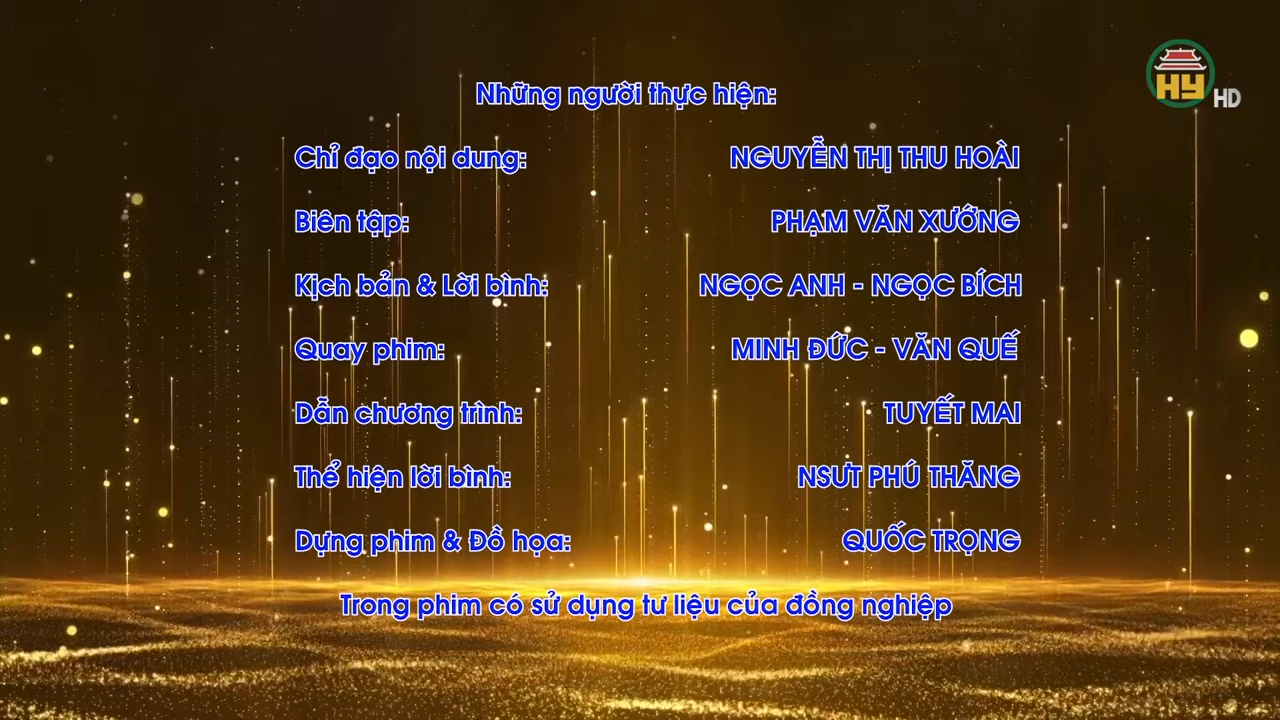 HY HD
Những người thực hiện:
Chỉ đạo nội dung: NGUYỄN THỊ THU HOÀI
Biên tập: PHẠM VĂN XƯỚNG
Kịch bản & Lời bình: NGỌC ANH - NGỌC BÍCH
Quay phim: MINH ĐỨC - VĂN QUẾ
Dẫn chương trình: TUYẾT MAI
Thể hiện lời bình: NSƯT PHÚ THĂNG
Dựng phim & Đồ họa: QUỐC TRỌNG
Trong phim có sử dụng tư liệu của đồng nghiệp